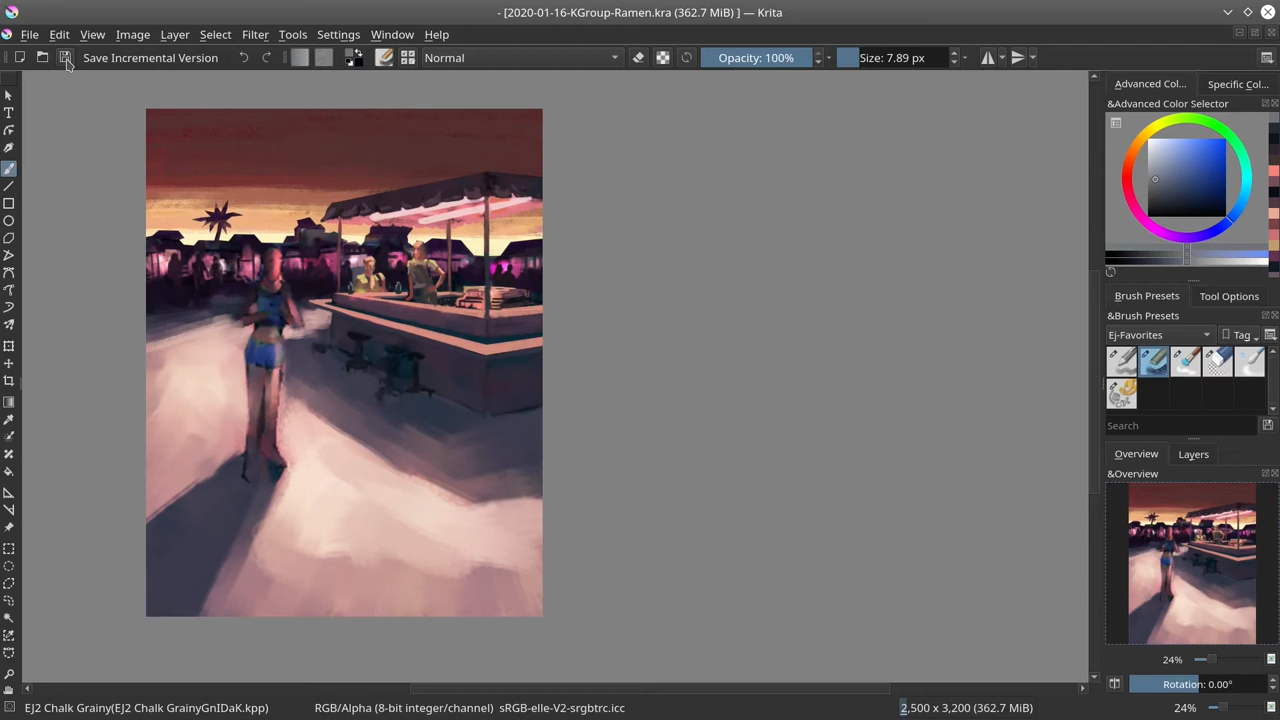 - [2020-01-16-KGroup-Ramen.kra (362.7 MiB) ] — Krita
File Edit View Image Layer Select Filter Tools Settings Window Help
Save Incremental Version Normal Opacity: 100% Size: 7.89 px
Advanced Col... Specific Col...
&Advanced Color Selector
Brush Presets Tool Options
&Brush Presets
Ej-Favorites Tag
Search
Overview Layers
&Overview
24%
Rotation: 0.00°
EJ2 Chalk Grainy(EJ2 Chalk GrainyGnIDaK.kpp) RGB/Alpha (8-bit integer/channel) sRGB-elle-V2-srgbtrc.icc 2,500 x 3,200 (362.7 MiB) 24%